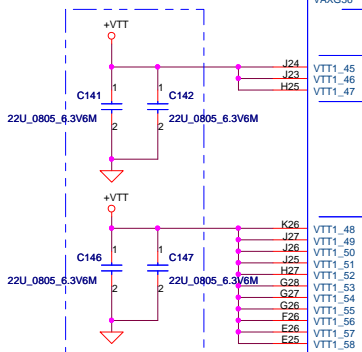 VAXG36
+VTT
J24 VTT1_45
J23 VTT1_46
H25 VTT1_47
1 1
C141 C142
22U_0805_6.3V6M 22U_0805_6.3V6M
2 2
+VTT
K26 VTT1_48
J27 VTT1_49
J26 VTT1_50
J25 VTT1_51
H27 VTT1_52
G28 VTT1_53
G27 VTT1_54
G26 VTT1_55
F26 VTT1_56
E26 VTT1_57
E25 VTT1_58
1 1
C146 C147
22U_0805_6.3V6M 22U_0805_6.3V6M
2 2